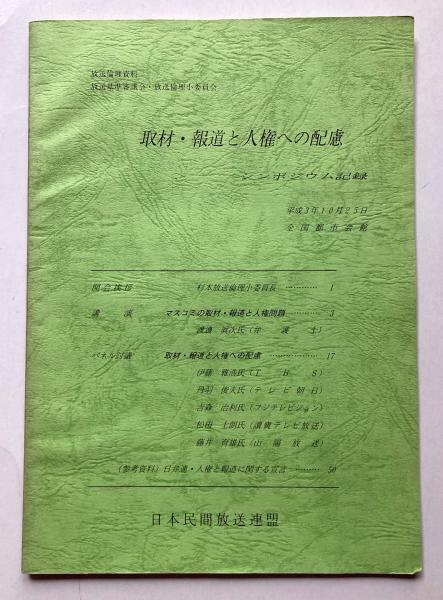 放送倫理資料
放送基準審議会・放送倫理小委員会
取材・報道と人権への配慮
シンポジウム記録
平成3年10月25日
全国都市会館
開会挨拶 杉本放送倫理小委員長 ………… 1
講演 マスコミの取材・報道と人権問題 ………… 3
渡邊 眞次氏(弁護士)
パネル討議 取材・報道と人権への配慮 ………… 17
伊藤 雅浩氏(TBS)
丹羽 俊夫氏(テレビ朝日)
吉森 治利氏(フジテレビジョン)
松田 士朗氏(讀賣テレビ放送)
藤井 育雄氏(山陽放送)
(参考資料)日弁連・人権と報道に関する宣言 ……… 50
日本民間放送連盟